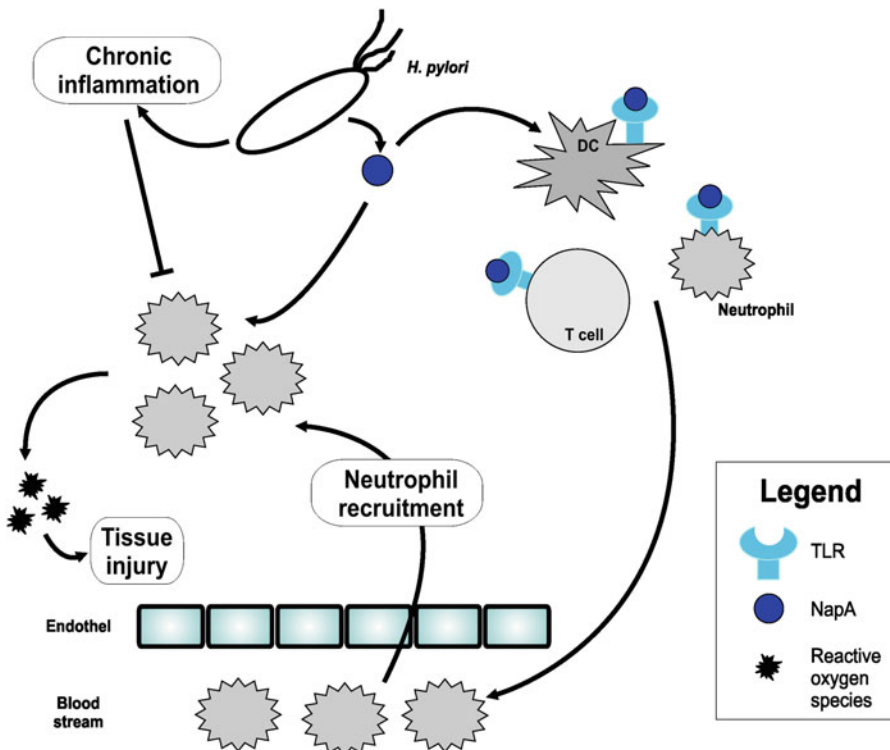 Chronic
inflammation
H. pylori
DC
Neutrophil
T cell
Neutrophil
recruitment
Tissue
injury
Endothel
Blood
stream
Legend
TLR
NapA
Reactive
oxygen
species